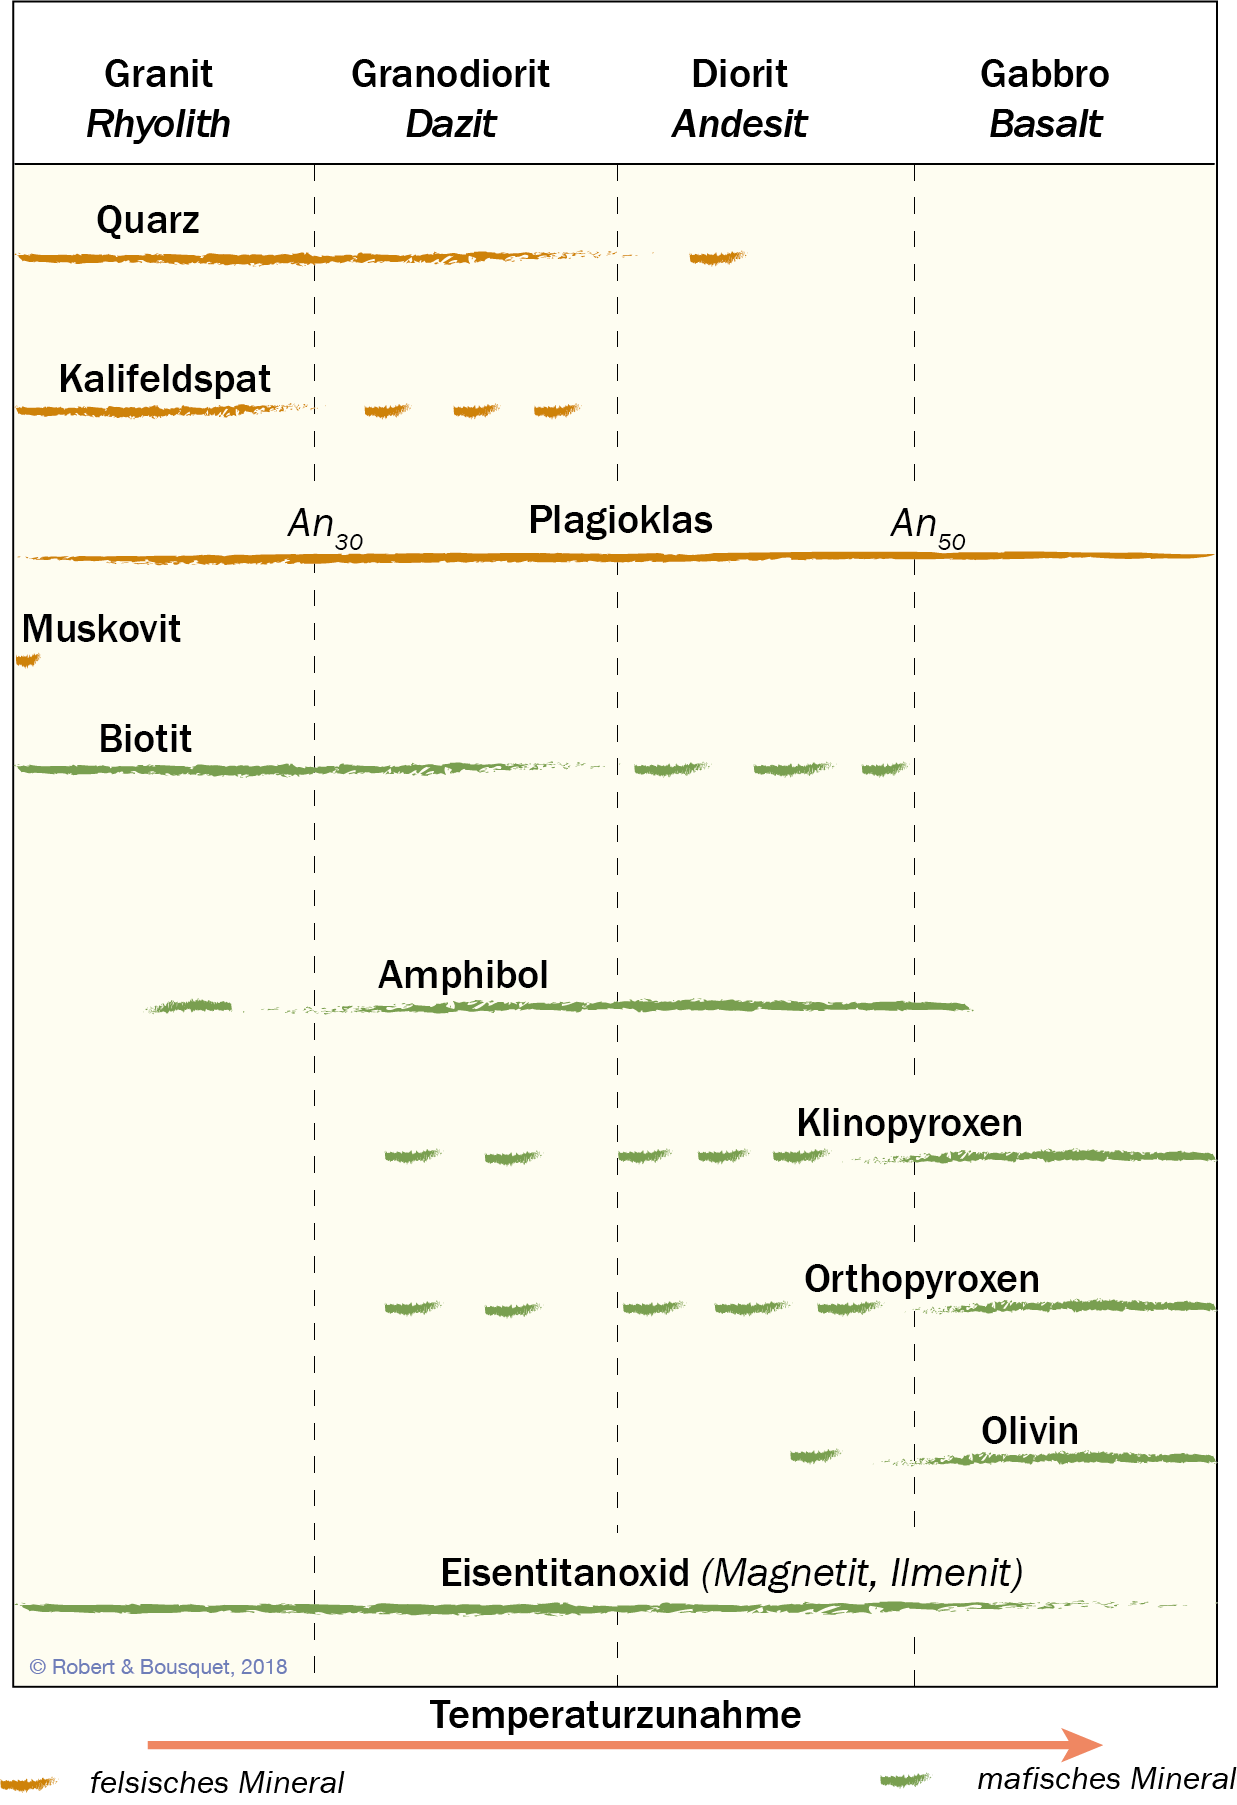 Granit Granodiorit Diorit Gabbro
Rhyolith Dazit Andesit Basalt
Quarz
Kalifeldspat
An30 Plagioklas An50
Muskovit
Biotit
Amphibol
Klinopyroxen
Orthopyroxen
Olivin
Eisentitanoxid (Magnetit, Ilmenit)
© Robert & Bousquet, 2018
Temperaturzunahme
felsisches Mineral mafisches Mineral